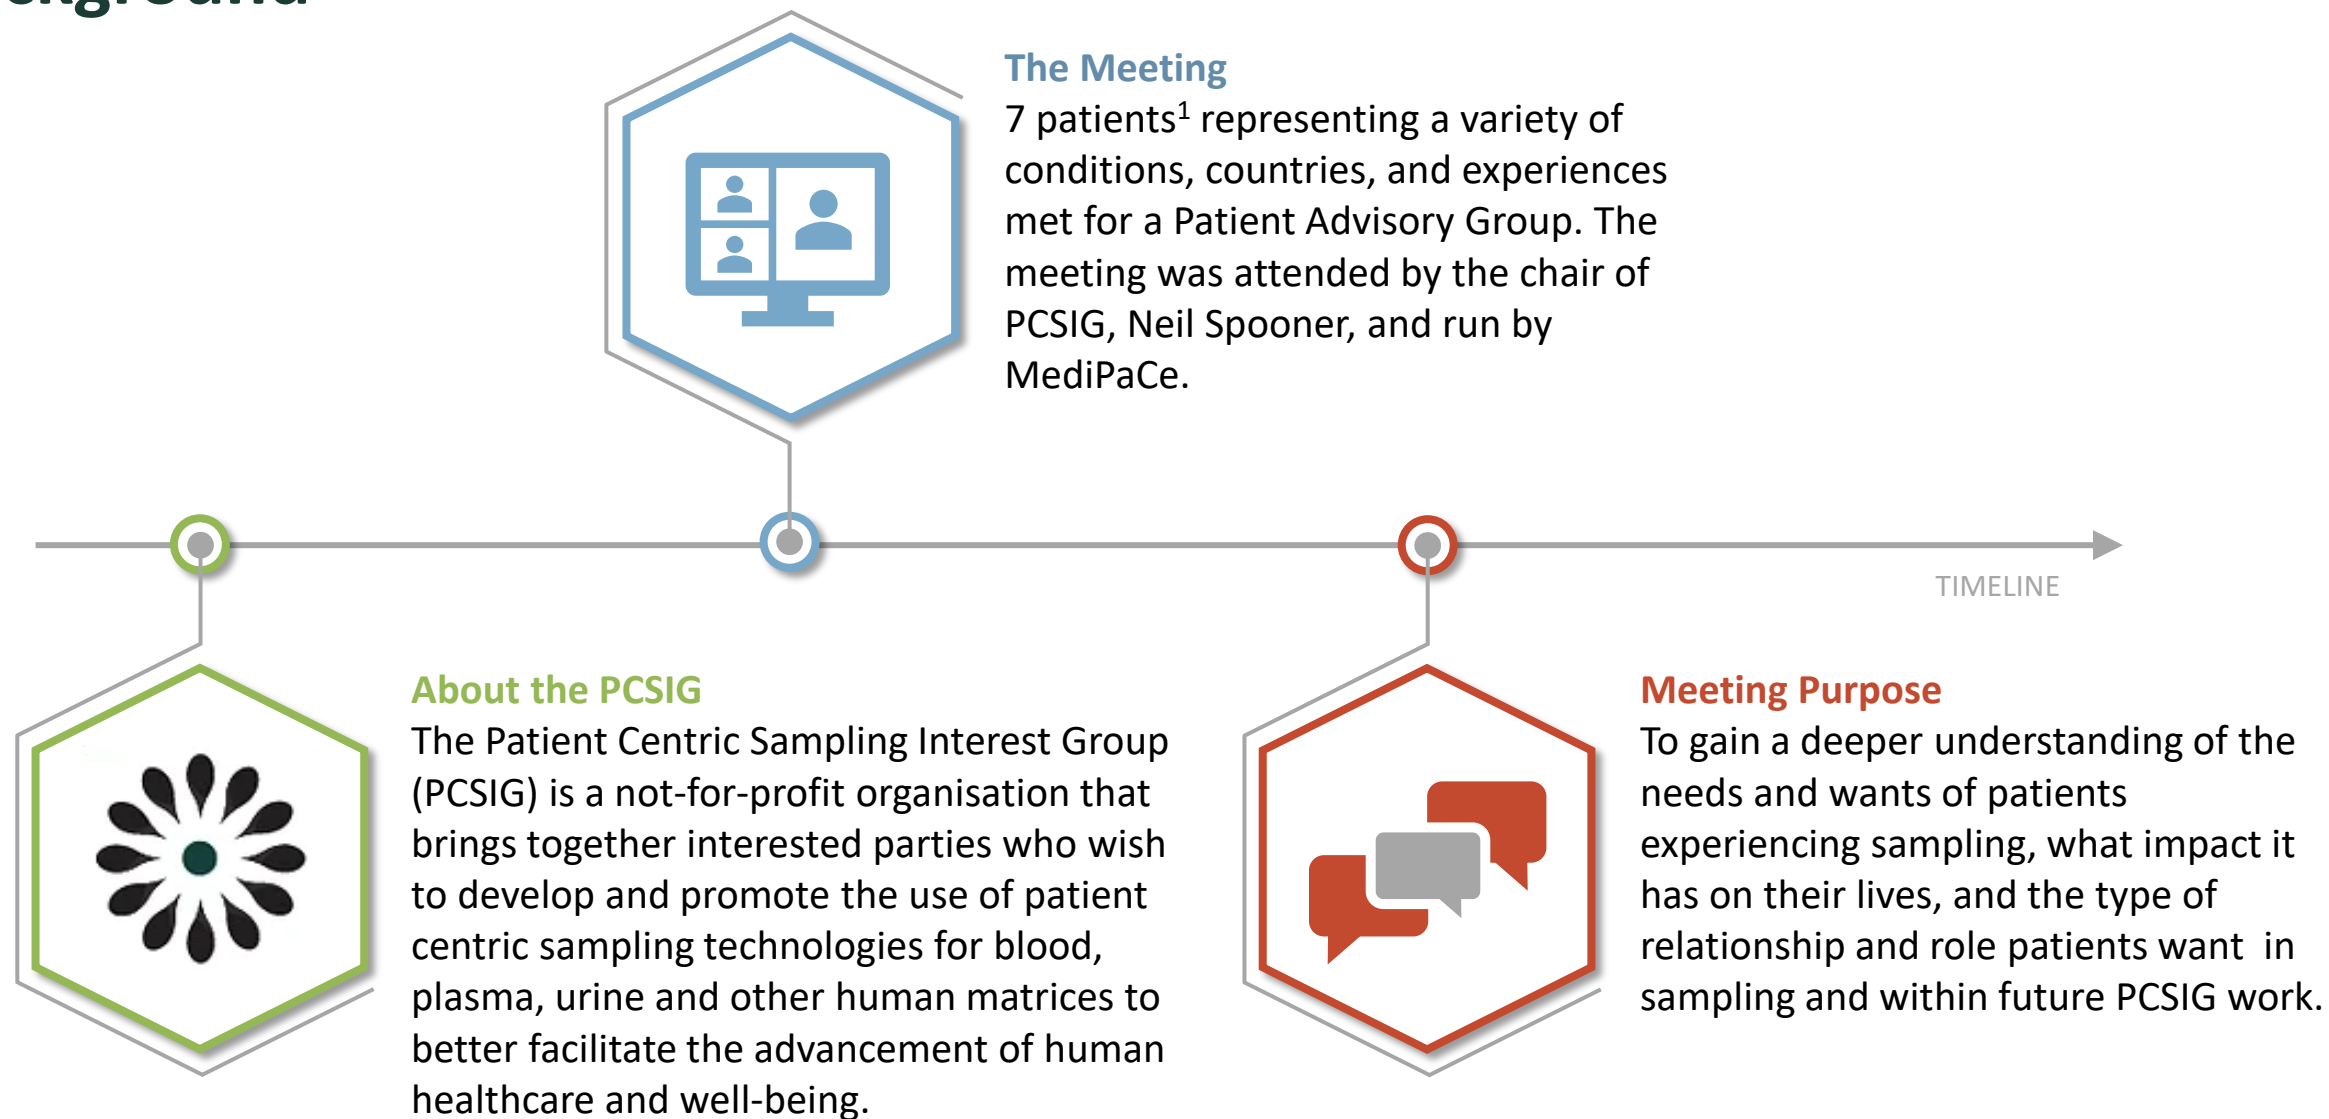 The Meeting
7 patients¹ representing a variety of
conditions, countries, and experiences
met for a Patient Advisory Group. The
meeting was attended by the chair of
PCSIG, Neil Spooner, and run by
MediPaCe.
TIMELINE
About the PCSIG
The Patient Centric Sampling Interest Group
(PCSIG) is a not-for-profit organisation that
brings together interested parties who wish
to develop and promote the use of patient
centric sampling technologies for blood,
plasma, urine and other human matrices to
better facilitate the advancement of human
healthcare and well-being.
Meeting Purpose
To gain a deeper understanding of the
needs and wants of patients
experiencing sampling, what impact it
has on their lives, and the type of
relationship and role patients want in
sampling and within future PCSIG work.